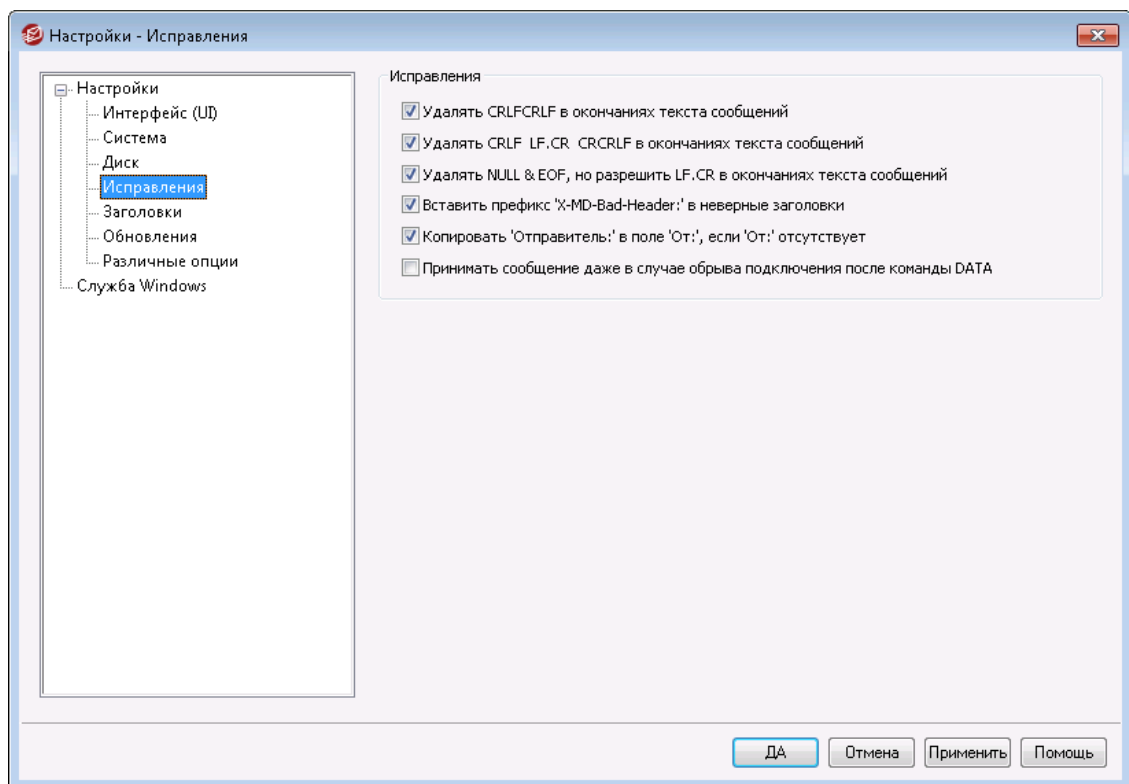 Настройки - Исправления
Настройки
Интерфейс (UI)
Система
Диск
Исправления
Заголовки
Обновления
Различные опции
Служба Windows
Исправления
Удалять CRLFCRLF в окончаниях текста сообщений
Удалять CRLF LF.CR CRCRLF в окончаниях текста сообщений
Удалять NULL & EOF, но разрешить LF.CR в окончаниях текста сообщений
Вставить префикс 'X-MD-Bad-Header:' в неверные заголовки
Копировать 'Отправитель:' в поле 'От:', если 'От:' отсутствует
Принимать сообщение даже в случае обрыва подключения после команды DATA
ДА
Отмена
Применить
Помощь